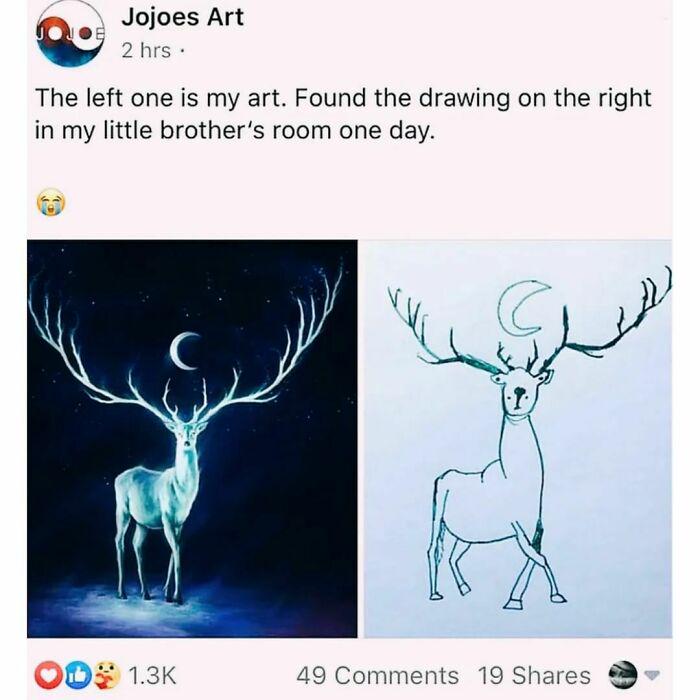 JOJOE
Jojoes Art
2 hrs ·
The left one is my art. Found the drawing on the right
in my little brother's room one day.
😭
1.3K 49 Comments 19 Shares